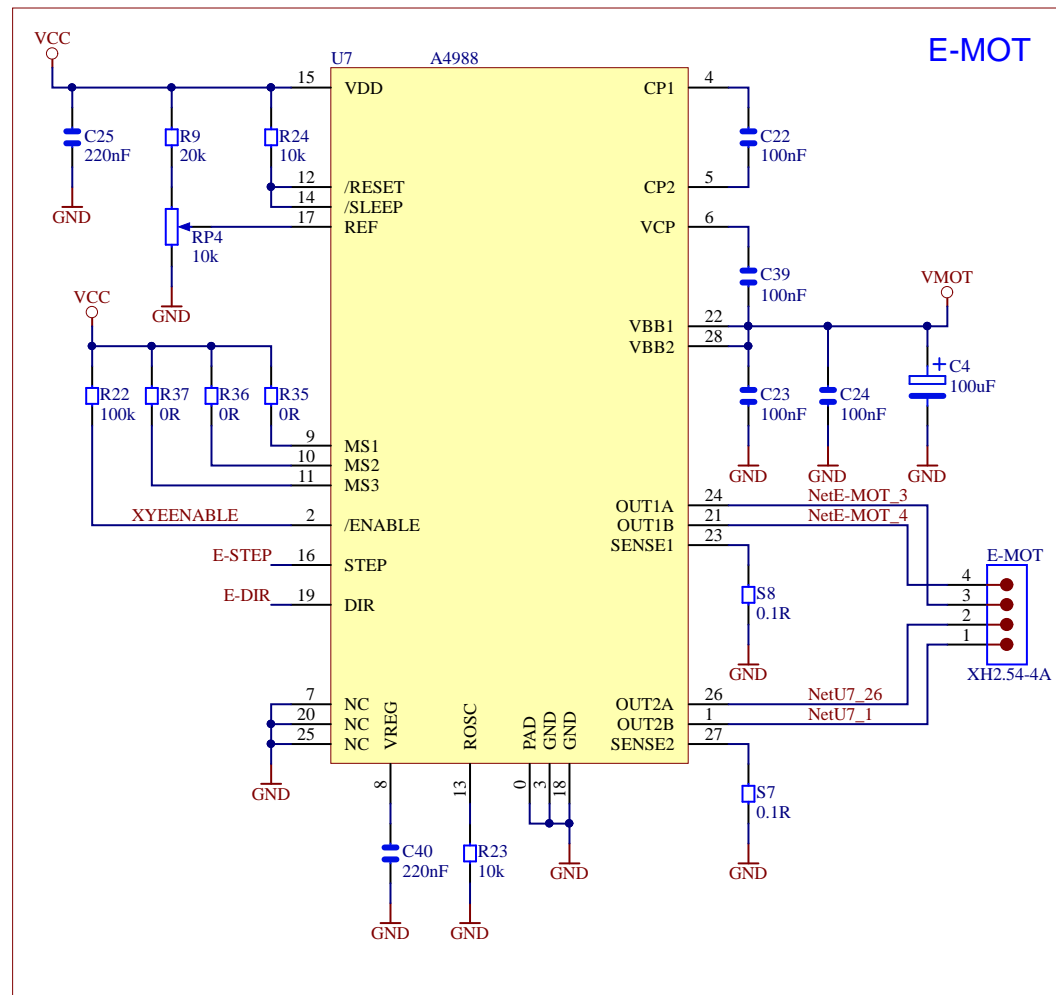 E-MOT
VCC
U7
A4988
15
VDD
CP1
4
C25
220nF
R9
20k
R24
10k
C22
100nF
12
/RESET
CP2
5
14
/SLEEP
17
REF
VCP
6
GND
RP4
10k
C39
100nF
VMOT
VCC
GND
VBB1
22
VBB2
28
R22
100k
R37
0R
R36
0R
R35
0R
C23
100nF
C24
100nF
+
C4
100uF
9
MS1
10
MS2
11
MS3
GND
GND
GND
OUT1A
24
NetE-MOT_3
XYEENABLE
2
/ENABLE
OUT1B
21
NetE-MOT_4
SENSE1
23
E-STEP
16
STEP
E-MOT
4
3
2
1
XH2.54-4A
E-DIR
19
DIR
S8
0.1R
GND
7
NC
OUT2A
26
NetU7_26
20
NC
OUT2B
1
NetU7_1
25
NC
SENSE2
27
VREG
ROSC
PAD
GND
GND
8
13
0
3
18
GND
S7
0.1R
C40
220nF
R23
10k
GND
GND
GND
GND